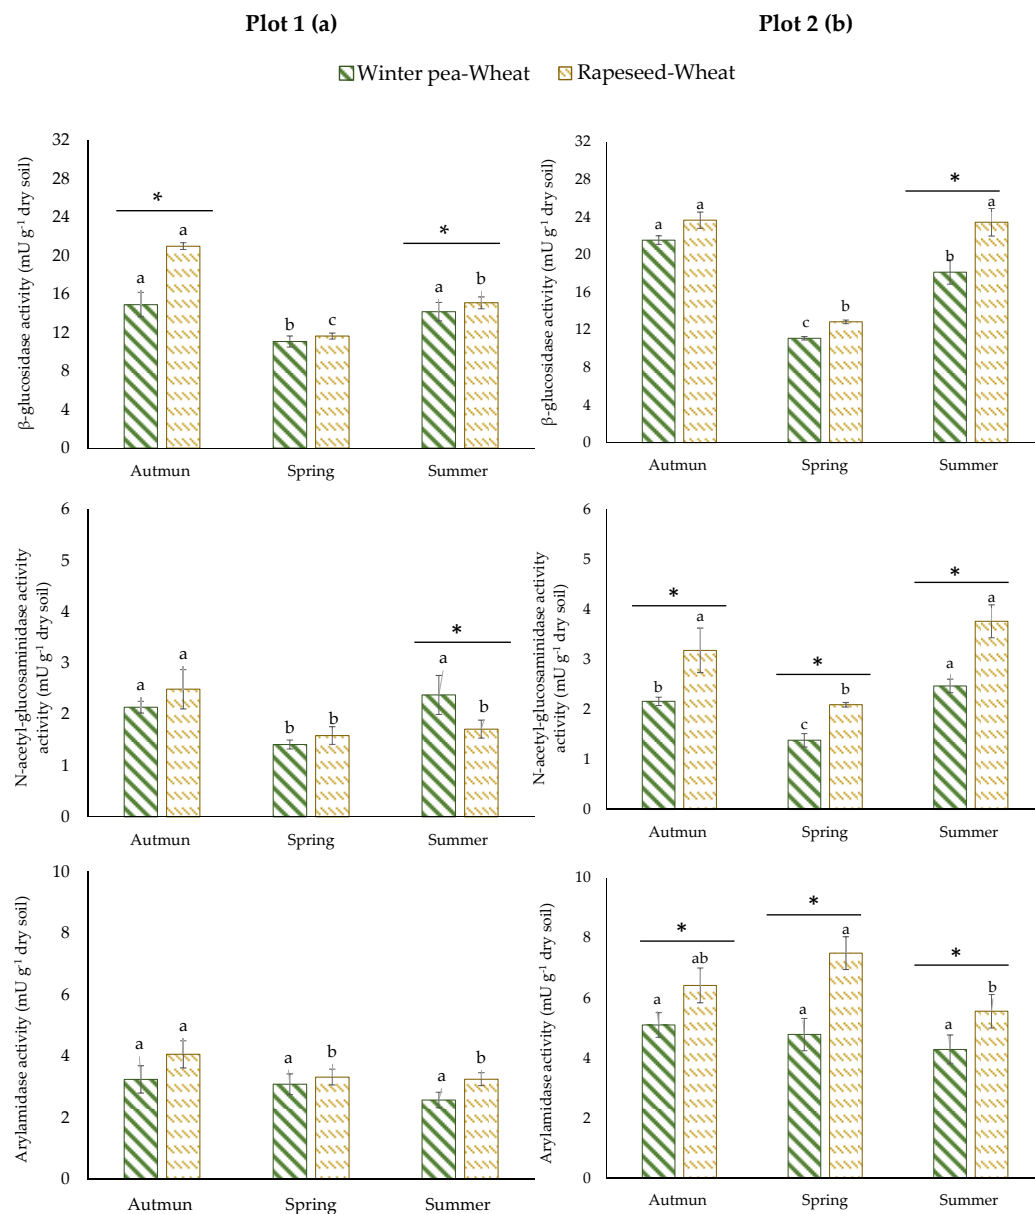 Plot 1 (a)
Plot 2 (b)
Winter pea-Wheat
Rapeseed-Wheat
β-glucosidase activity (mU g-1 dry soil)
32
28
24
20
16
12
8
4
0
*
a
a
b
c
*
a
b
Autmun
Spring
Summer
β-glucosidase activity (mU g-1 dry soil)
32
28
24
20
16
12
8
4
0
a
a
c
b
*
b
a
Autmun
Spring
Summer
N-acetyl-glucosaminidase activity
activity (mU g-1 dry soil)
6
5
4
3
2
1
0
a
a
b
b
*
a
b
Autmun
Spring
Summer
N-acetyl-glucosaminidase activity
activity (mU g-1 dry soil)
6
5
4
3
2
1
0
*
b
a
*
c
b
*
a
a
Autmun
Spring
Summer
Arylamidase activity (mU g-1 dry soil)
10
8
6
4
2
0
a
a
a
b
a
b
Autmun
Spring
Summer
Arylamidase activity (mU g-1 dry soil)
10
8
6
4
2
0
*
a
ab
*
a
a
*
a
b
Autmun
Spring
Summer